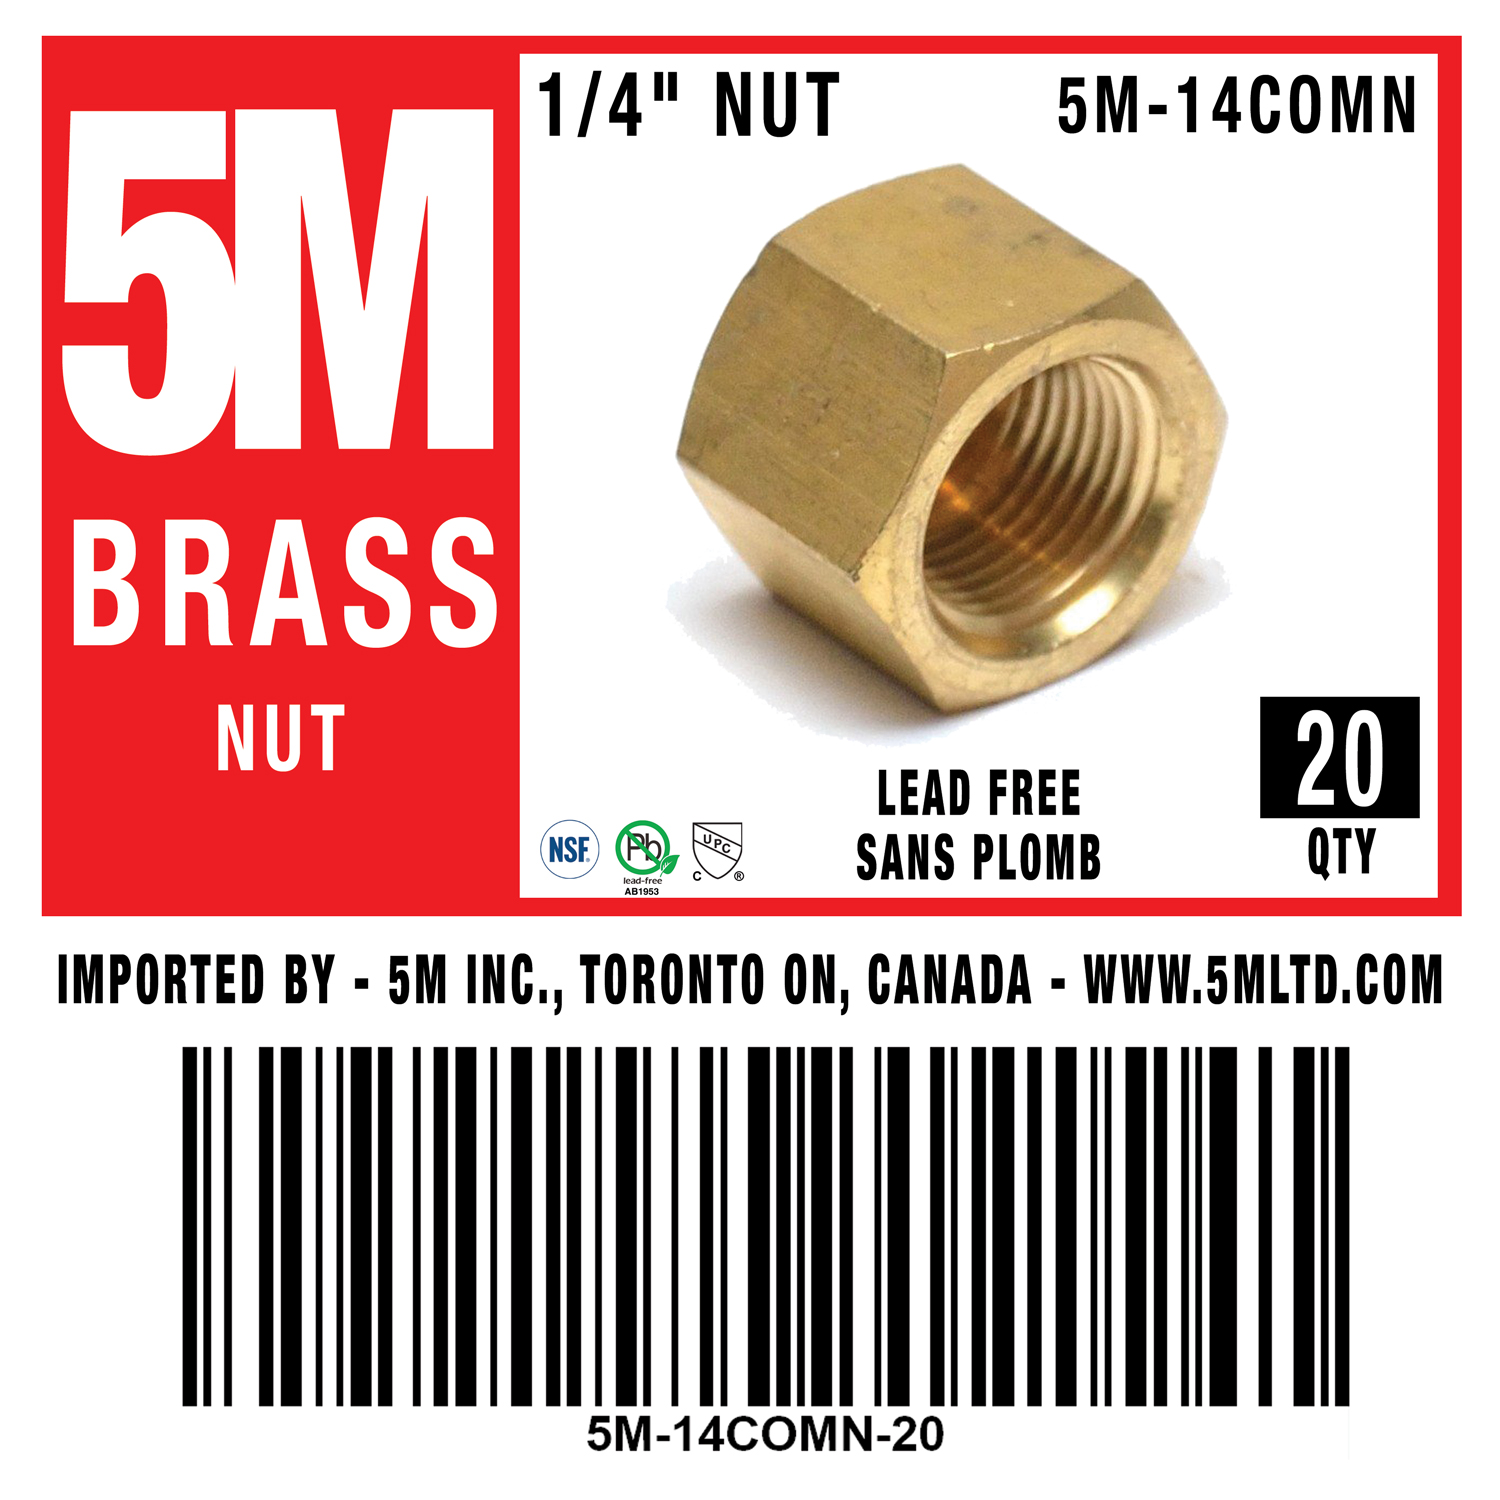 5M
BRASS
NUT
1/4" NUT
5M-14COMN
20
QTY
LEAD FREE
SANS PLOMB
NSF®
Pb
lead-free
AB1953
UPC
C ®
IMPORTED BY - 5M INC., TORONTO ON, CANADA - WWW.5MLTD.COM
5M-14COMN-20